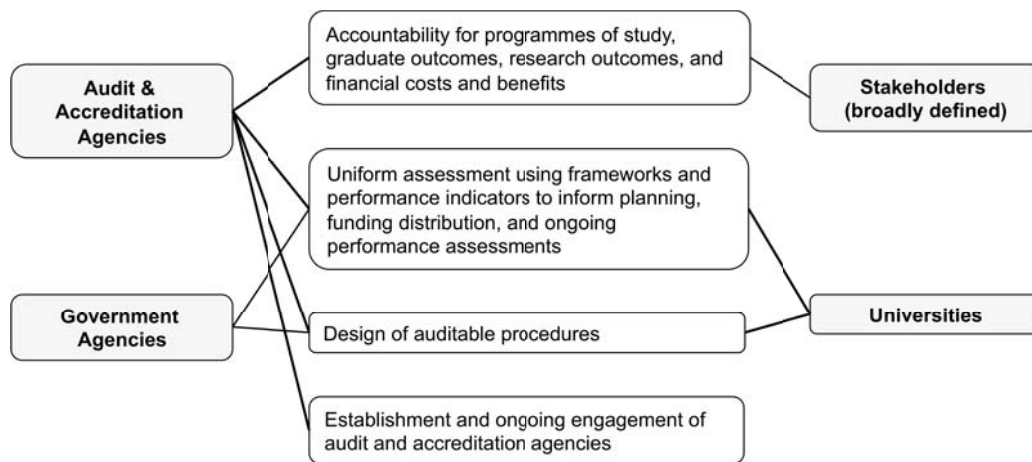 Audit &
Accreditation
Agencies
Government
Agencies
Accountability for programmes of study,
graduate outcomes, research outcomes, and
financial costs and benefits
Uniform assessment using frameworks and
performance indicators to inform planning,
funding distribution, and ongoing
performance assessments
Design of auditable procedures
Establishment and ongoing engagement of
audit and accreditation agencies
Stakeholders
(broadly defined)
Universities